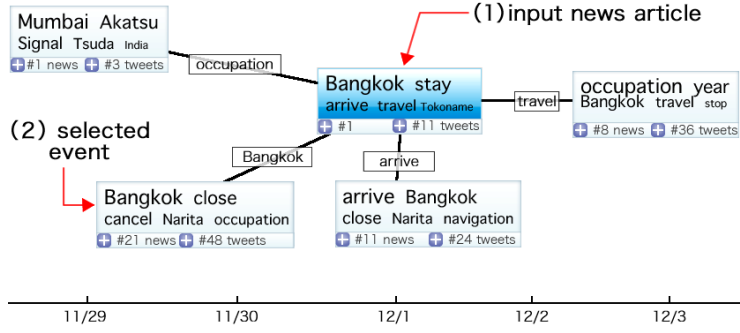 (1)input news article
Mumbai Akatsu
Signal Tsuda India
#1 news #3 tweets
occupation
Bangkok stay
arrive travel Tokoname
#1 #11 tweets
travel
occupation year
Bangkok travel stop
#8 news #36 tweets
(2) selected
event
Bangkok
arrive
Bangkok close
cancel Narita occupation
#21 news #48 tweets
arrive Bangkok
close Narita navigation
#11 news #24 tweets
11/29 11/30 12/1 12/2 12/3